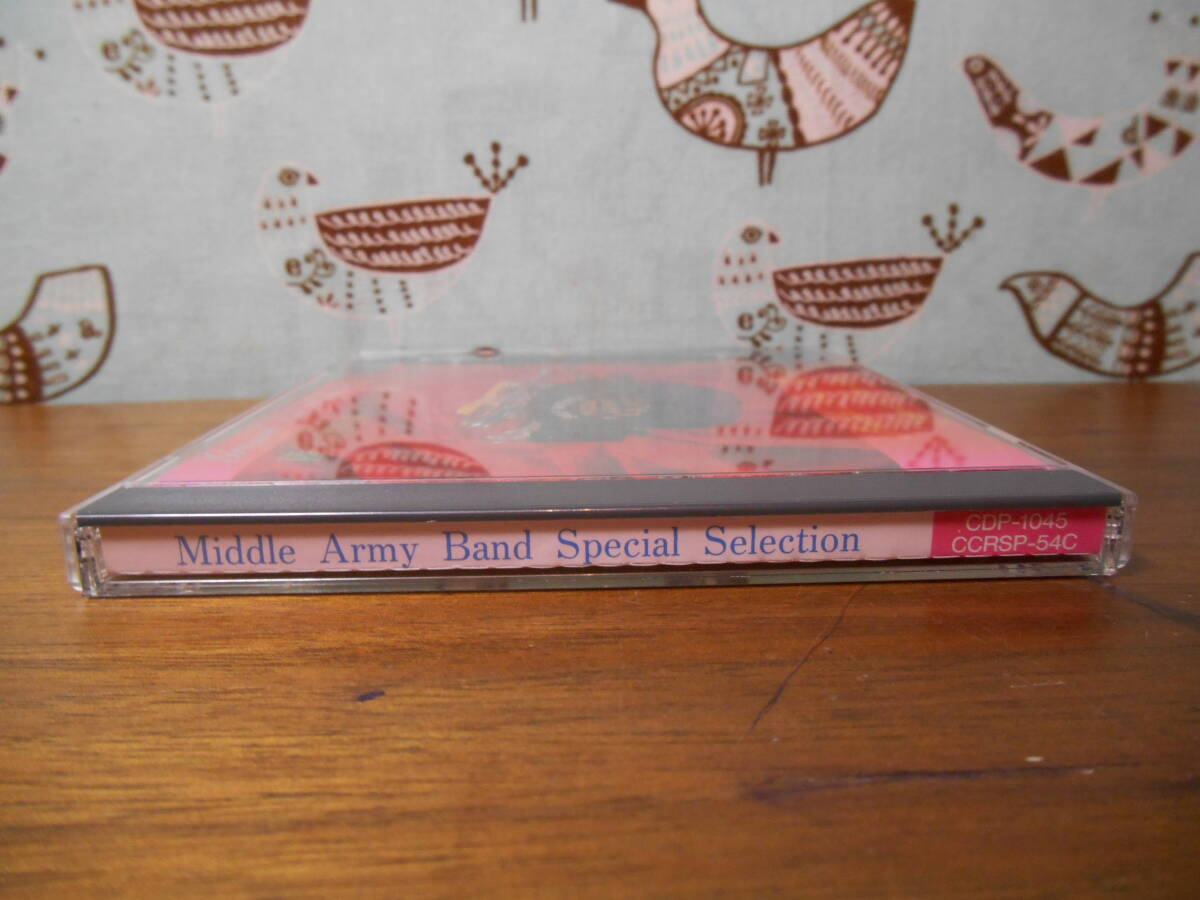 Middle Army Band Special Selection
CDP-1045
CCRSP-54C